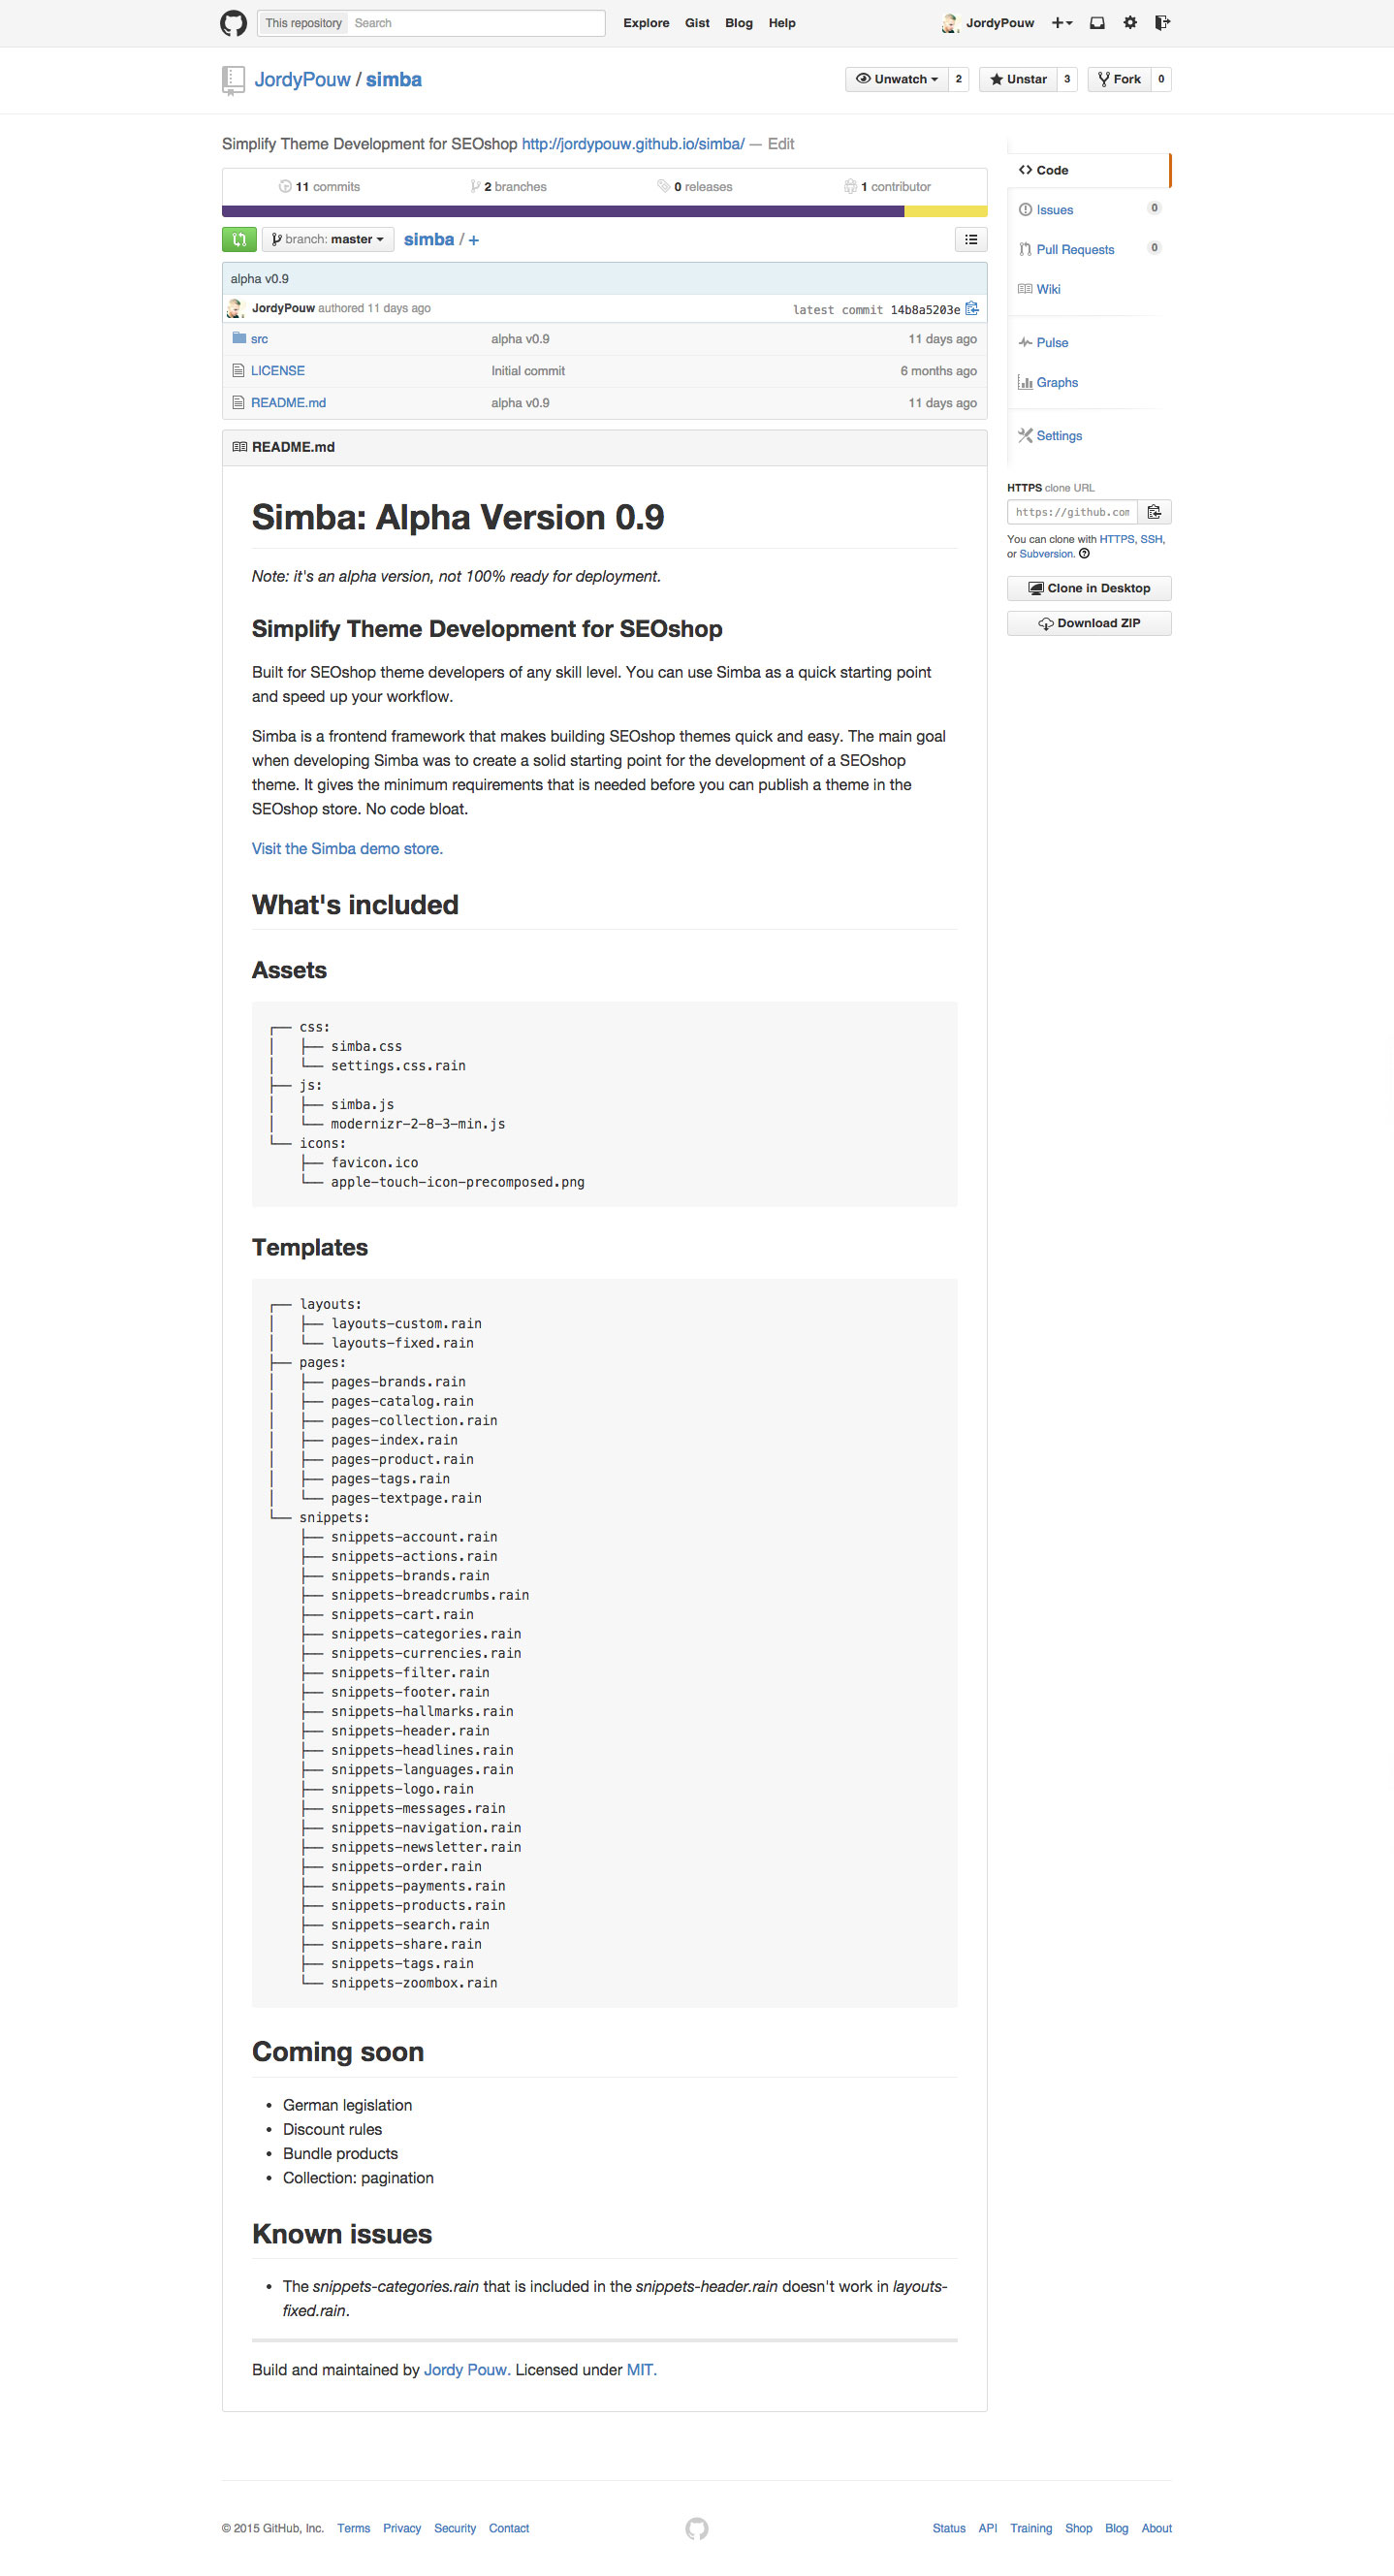 This repository Search Explore Gist Blog Help JordyPouw
JordyPouw / simba Unwatch 2 Unstar 3 Fork 0
Simplify Theme Development for SEOshop http://jordypouw.github.io/simba/ — Edit
11 commits 2 branches 0 releases 1 contributor
branch: master simba / +
alpha v0.9
JordyPouw authored 11 days ago latest commit 14b8a5203e
src alpha v0.9 11 days ago
LICENSE Initial commit 6 months ago
README.md alpha v0.9 11 days ago
README.md
Simba: Alpha Version 0.9
Note: it's an alpha version, not 100% ready for deployment.
Simplify Theme Development for SEOshop
Built for SEOshop theme developers of any skill level. You can use Simba as a quick starting point
and speed up your workflow.
Simba is a frontend framework that makes building SEOshop themes quick and easy. The main goal
when developing Simba was to create a solid starting point for the development of a SEOshop
theme. It gives the minimum requirements that is needed before you can publish a theme in the
SEOshop store. No code bloat.
Visit the Simba demo store.
What's included
Assets
┌── css:
│   ├── simba.css
│   └── settings.css.rain
├── js:
│   ├── simba.js
│   └── modernizr-2-8-3-min.js
└── icons:
    ├── favicon.ico
    └── apple-touch-icon-precomposed.png
Templates
┌── layouts:
│   ├── layouts-custom.rain
│   └── layouts-fixed.rain
├── pages:
│   ├── pages-brands.rain
│   ├── pages-catalog.rain
│   ├── pages-collection.rain
│   ├── pages-index.rain
│   ├── pages-product.rain
│   ├── pages-tags.rain
│   └── pages-textpage.rain
└── snippets:
    ├── snippets-account.rain
    ├── snippets-actions.rain
    ├── snippets-brands.rain
    ├── snippets-breadcrumbs.rain
    ├── snippets-cart.rain
    ├── snippets-categories.rain
    ├── snippets-currencies.rain
    ├── snippets-filter.rain
    ├── snippets-footer.rain
    ├── snippets-hallmarks.rain
    ├── snippets-header.rain
    ├── snippets-headlines.rain
    ├── snippets-languages.rain
    ├── snippets-logo.rain
    ├── snippets-messages.rain
    ├── snippets-navigation.rain
    ├── snippets-newsletter.rain
    ├── snippets-order.rain
    ├── snippets-payments.rain
    ├── snippets-products.rain
    ├── snippets-search.rain
    ├── snippets-share.rain
    ├── snippets-tags.rain
    └── snippets-zoombox.rain
Coming soon
• German legislation
• Discount rules
• Bundle products
• Collection: pagination
Known issues
• The snippets-categories.rain that is included in the snippets-header.rain doesn't work in layouts-
fixed.rain.
Build and maintained by Jordy Pouw. Licensed under MIT.
Code
Issues 0
Pull Requests 0
Wiki
Pulse
Graphs
Settings
HTTPS clone URL
https://github.com
You can clone with HTTPS, SSH,
or Subversion.
Clone in Desktop
Download ZIP
© 2015 GitHub, Inc. Terms Privacy Security Contact Status API Training Shop Blog About